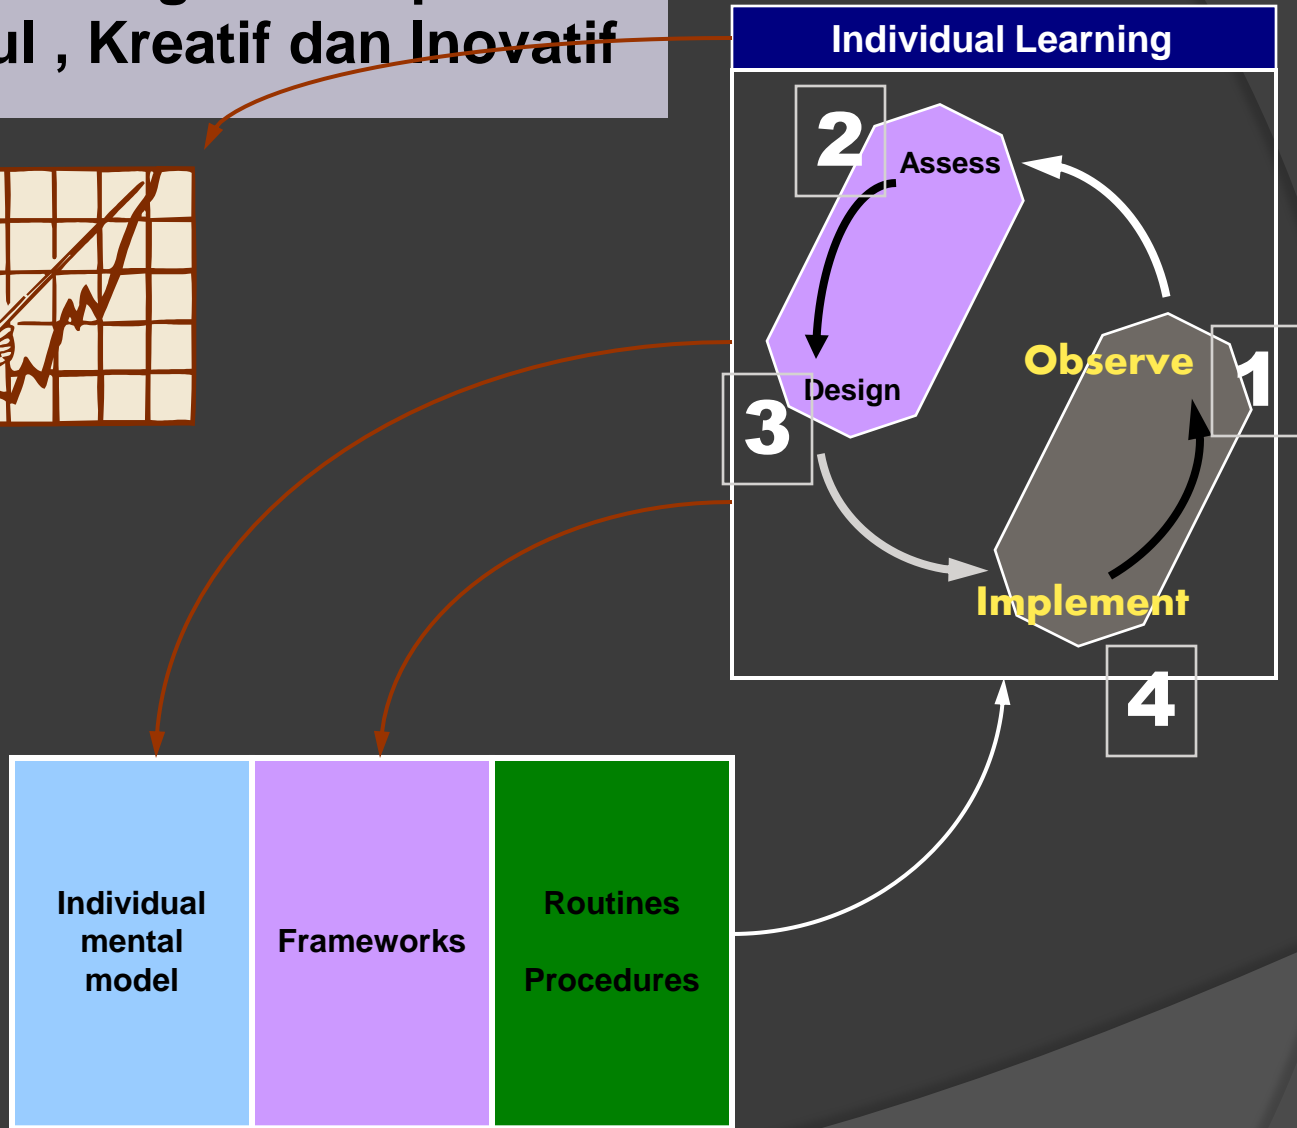 , Kreatif dan Inovatif
Individual Learning
2
Assess
Observe
1
Design
3
Implement
4
Individual
mental
model
Frameworks
Routines
Procedures